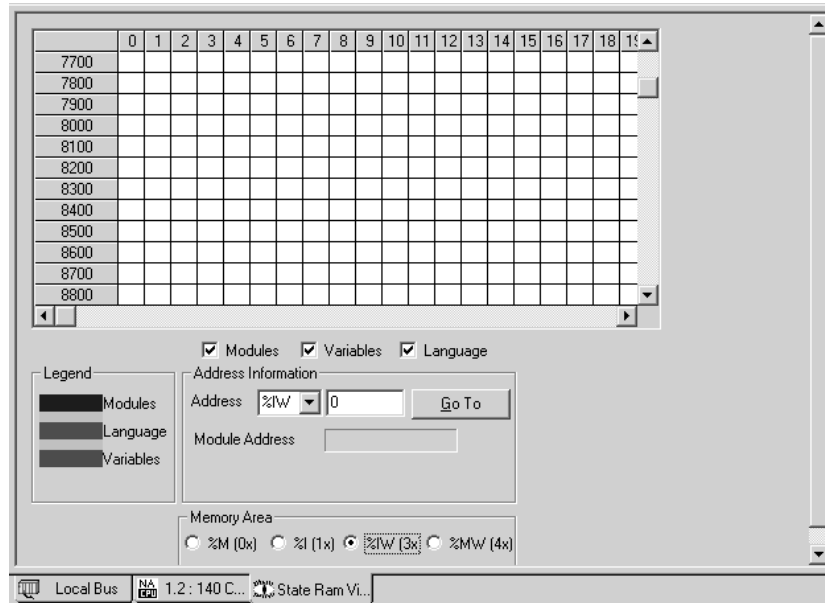 0 1 2 3 4 5 6 7 8 9 10 11 12 13 14 15 16 17 18
7700
7800
7900
8000
8100
8200
8300
8400
8500
8600
8700
8800
Modules Variables Language
Legend
Modules
Language
Variables
Address Information
Address %IW 0 Go To
Module Address
Memory Area
%M (0x) %I (1x) %IW (3x) %MW (4x)
Local Bus NA CPU 1.2 : 140 C... State Ram Vi...